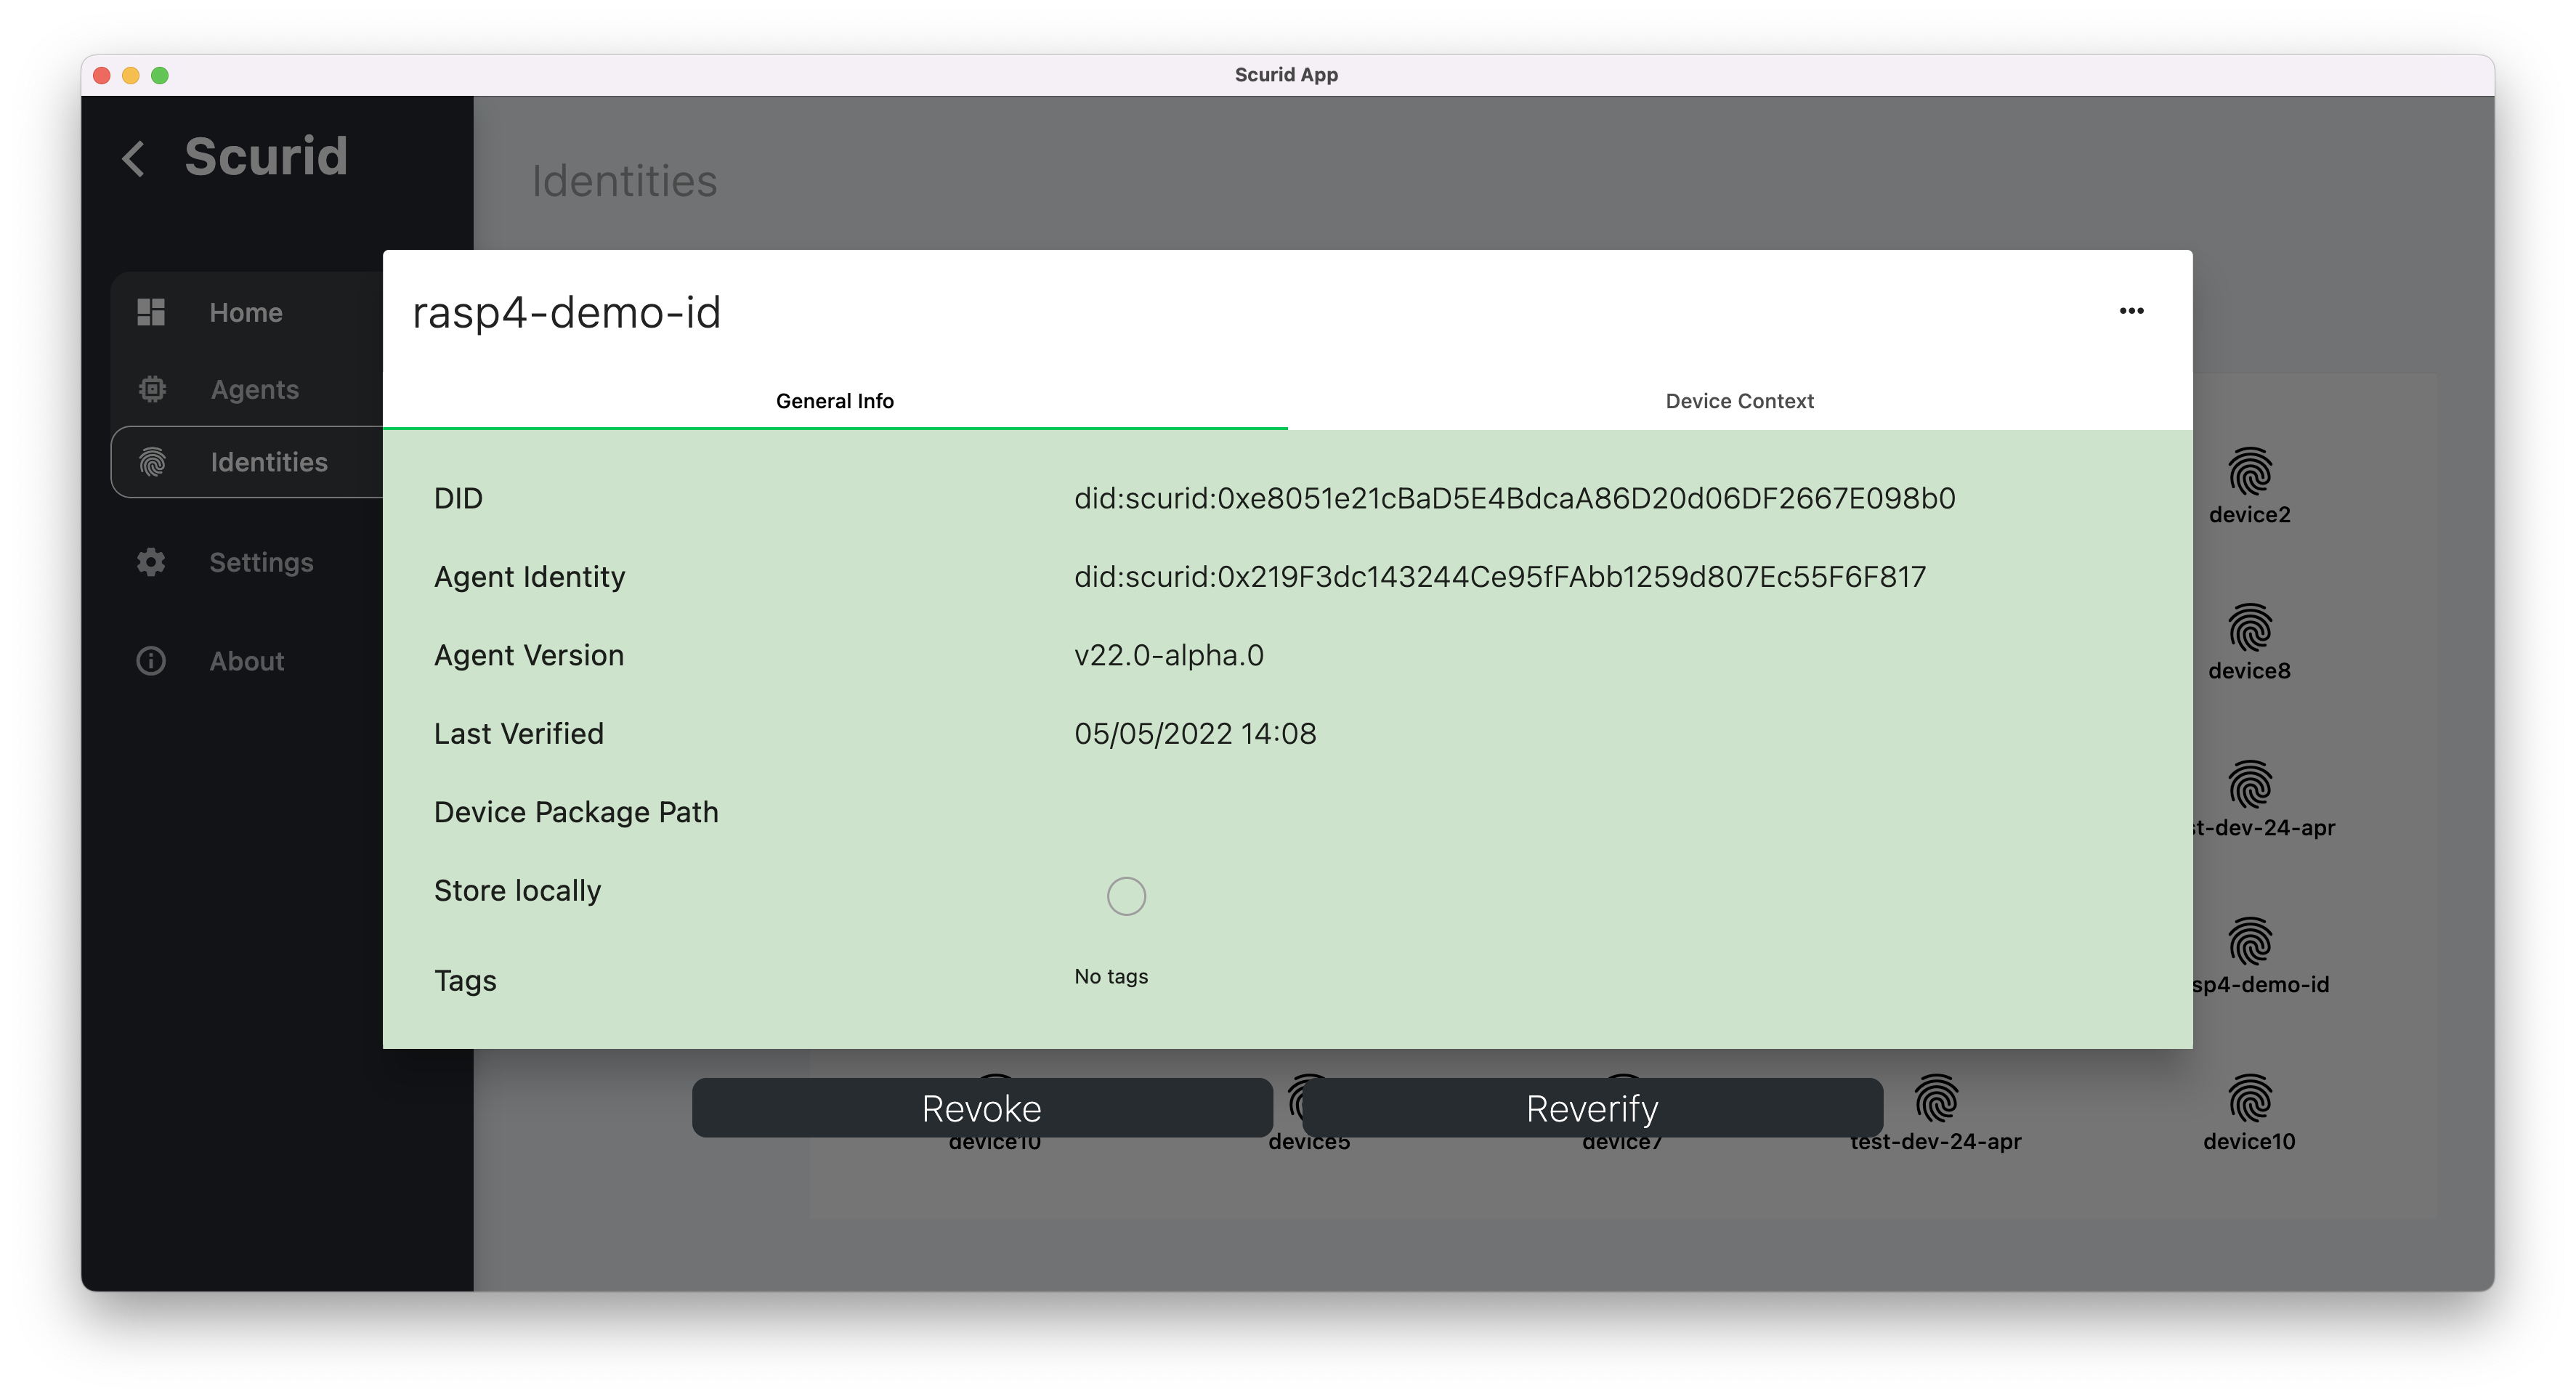 Scurid App
Scurid
Identities
Home
Agents
Identities
Settings
About
rasp4-demo-id
General Info
Device Context
DID
did:scurid:0xe8051e21cBaD5E4BdcaA86D20d06DF2667E098b0
Agent Identity
did:scurid:0x219F3dc143244Ce95fFAbb1259d807Ec55F6F817
Agent Version
v22.0-alpha.0
Last Verified
05/05/2022 14:08
Device Package Path
Store locally
Tags
No tags
device2
device8
st-dev-24-apr
sp4-demo-id
Revoke
Reverify
device10
device5
device7
test-dev-24-apr
device10